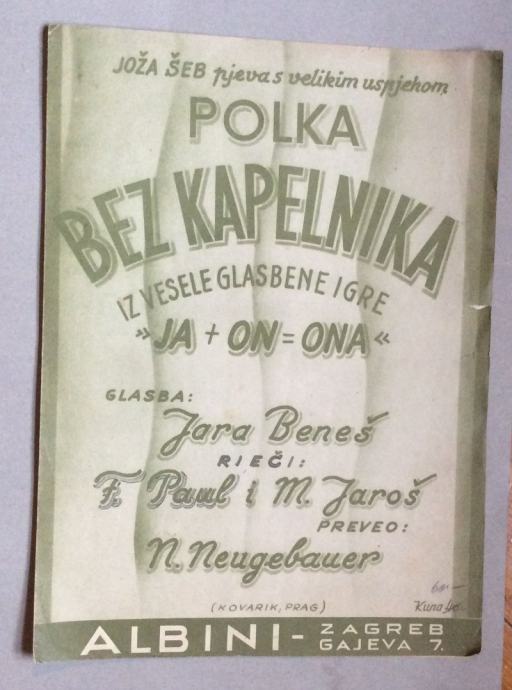 JOŽA ŠEB pjeva s velikim uspjehom
POLKA
BEZ KAPELNIKA
IZ VESELE GLASBENE IGRE
»JA + ON = ONA«
GLASBA:
Jara Beneš
RIEČI:
F. Paul i M. Jaroš
PREVEO:
N. Neugebauer
(KOVARIK, PRAG)
Kuna
ALBINI - ZAGREB
GAJEVA 7.